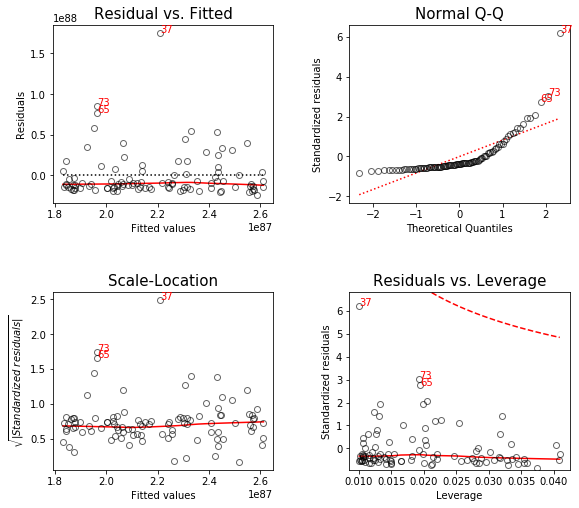 Residual vs. Fitted
1e88
37
1.5
1.0
73
65
0.5
0.0
Residuals
1.8 2.0 2.2 2.4 2.6
Fitted values
1e87
Normal Q-Q
37
6
4
73
65
2
0
−2
Standardized residuals
−2 −1 0 1 2
Theoretical Quantiles
Scale-Location
37
2.5
2.0
73
65
1.5
1.0
0.5
√|Standardized residuals|
1.8 2.0 2.2 2.4 2.6
Fitted values
1e87
Residuals vs. Leverage
37
6
5
4
73
3
65
2
1
0
Standardized residuals
0.010 0.015 0.020 0.025 0.030 0.035 0.040
Leverage